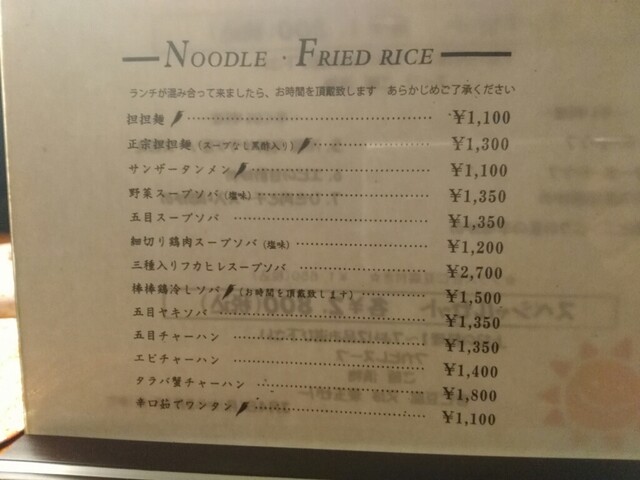 NOODLE · FRIED RICE
ランチが混み合って来ましたら、お時間を頂戴致します あらかじめご了承ください
担担麺 ¥1,100
正宗担担麺(スープなし黒酢入り) ¥1,300
サンザータンメン ¥1,100
野菜スープソバ(塩味) ¥1,350
五目スープソバ ¥1,350
細切り鶏肉スープソバ(塩味) ¥1,200
三種入りフカヒレスープソバ ¥2,700
棒棒鶏冷しソバ(お時間を頂戴致します) ¥1,500
五目ヤキソバ ¥1,350
五目チャーハン ¥1,350
エビチャーハン ¥1,400
タラバ蟹チャーハン ¥1,800
辛口茹でワンタン ¥1,100